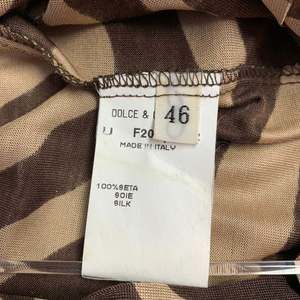 DOLCE &
46
F20
MADE IN ITALY
100%SETA
SOIE
SILK